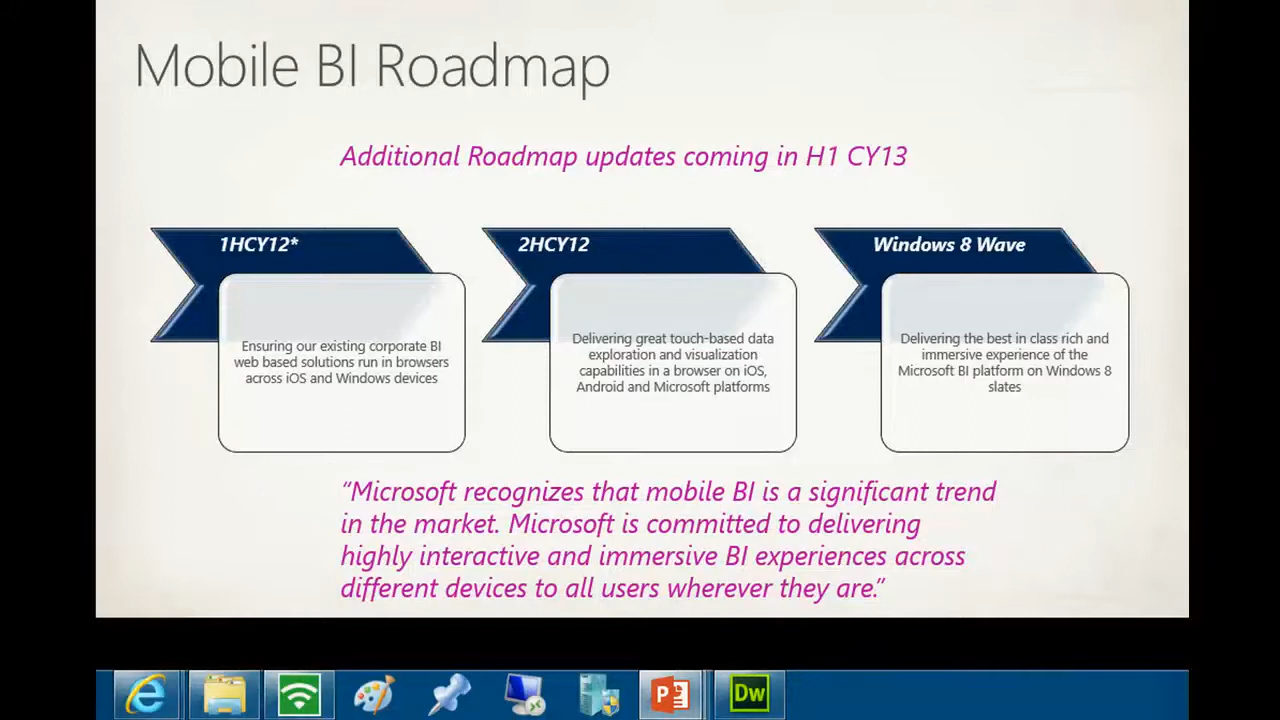 Mobile BI Roadmap
Additional Roadmap updates coming in H1 CY13
1HCY12*
Ensuring our existing corporate BI
web based solutions run in browsers
across iOS and Windows devices
2HCY12
Delivering great touch-based data
exploration and visualization
capabilities in a browser on iOS,
Android and Microsoft platforms
Windows 8 Wave
Delivering the best in class rich and
immersive experience of the
Microsoft BI platform on Windows 8
slates
“Microsoft recognizes that mobile BI is a significant trend
in the market. Microsoft is committed to delivering
highly interactive and immersive BI experiences across
different devices to all users wherever they are.”
P
Dw